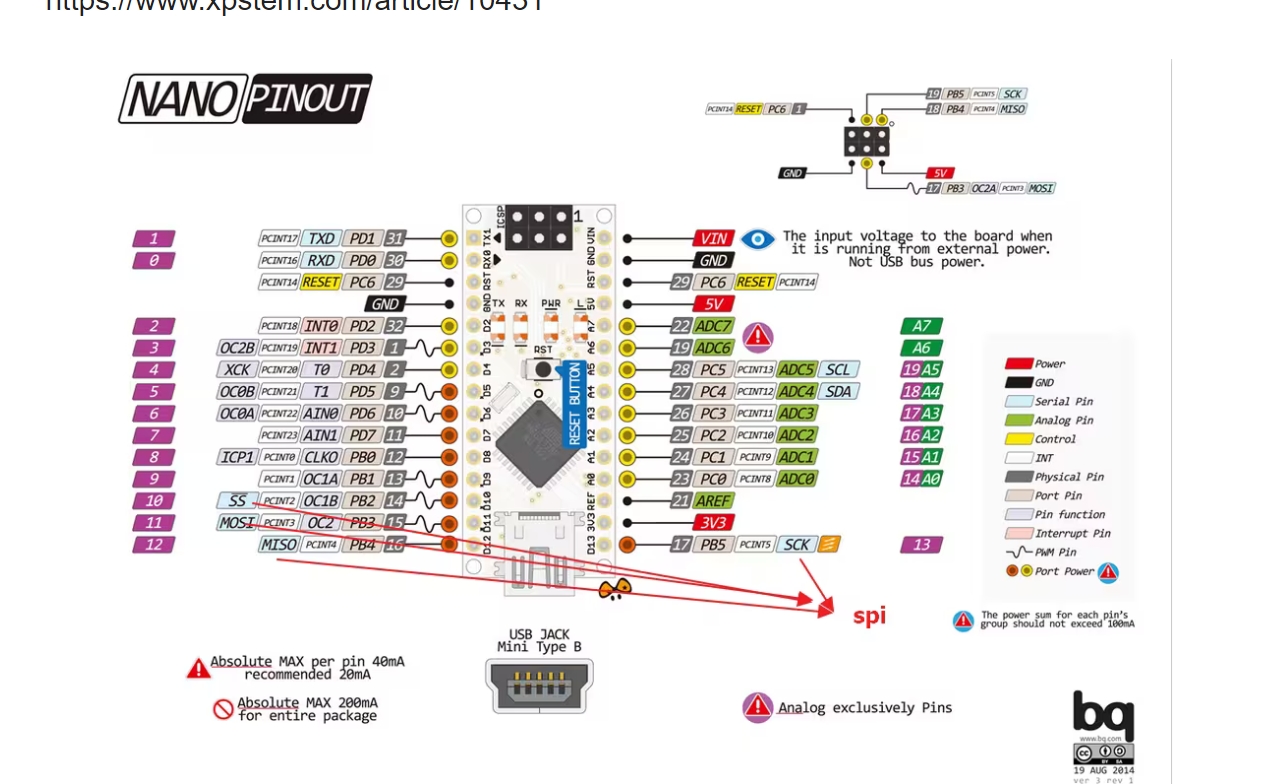 https://www.xpstem.com/article/10431
NANO PINOUT
19 PB5 PCINT5 SCK
PCINT14 RESET PC6 1
18 PB4 PCINT4 MISO
GND
5V
17 PB3 OC2A PCINT3 MOSI
ICSP
1
1 PCINT17 TXD PD1 31 TX1
VIN VIN
0 PCINT16 RXD PD0 30 RX0
GND GND
The input voltage to the board when
it is running from external power.
Not USB bus power.
PCINT14 RESET PC6 29 RST
RST 29 PC6 RESET PCINT14
GND GND
5V 5V
TX RX PWR L
2 PCINT18 INT0 PD2 32 D2
A7 22 ADC7 A7
3 OC2B PCINT19 INT1 PD3 1 D3
A6 19 ADC6 A6
RST
4 XCK PCINT20 T0 PD4 2 D4
A5 28 PC5 PCINT13 ADC5 SCL 19 A5
5 OC0B PCINT21 T1 PD5 9 D5
A4 27 PC4 PCINT12 ADC4 SDA 18 A4
RESET BUTTON
6 OC0A PCINT22 AIN0 PD6 10 D6
A3 26 PC3 PCINT11 ADC3 17 A3
7 PCINT23 AIN1 PD7 11 D7
A2 25 PC2 PCINT10 ADC2 16 A2
8 ICP1 PCINT0 CLKO PB0 12 D8
A1 24 PC1 PCINT9 ADC1 15 A1
9 PCINT1 OC1A PB1 13 D9
23 PC0 PCINT8 ADC0 14 A0
10 SS PCINT2 OC1B PB2 14 D10
REF 21 AREF
11 MOSI PCINT3 OC2 PB3 15 D11
3V3 3V3
12 MISO PCINT4 PB4 16 D12
D13 17 PB5 PCINT5 SCK 13
Power
GND
Serial Pin
Analog Pin
Control
INT
Physical Pin
Port Pin
Pin function
Interrupt Pin
PWM Pin
Port Power
spi
The power sum for each pin's
group should not exceed 100mA
USB JACK
Mini Type B
Absolute MAX per pin 40mA
recommended 20mA
Absolute MAX 200mA
for entire package
Analog exclusively Pins
bq
www.bq.com
cc BY SA
19 AUG 2014
ver 3 rev 1